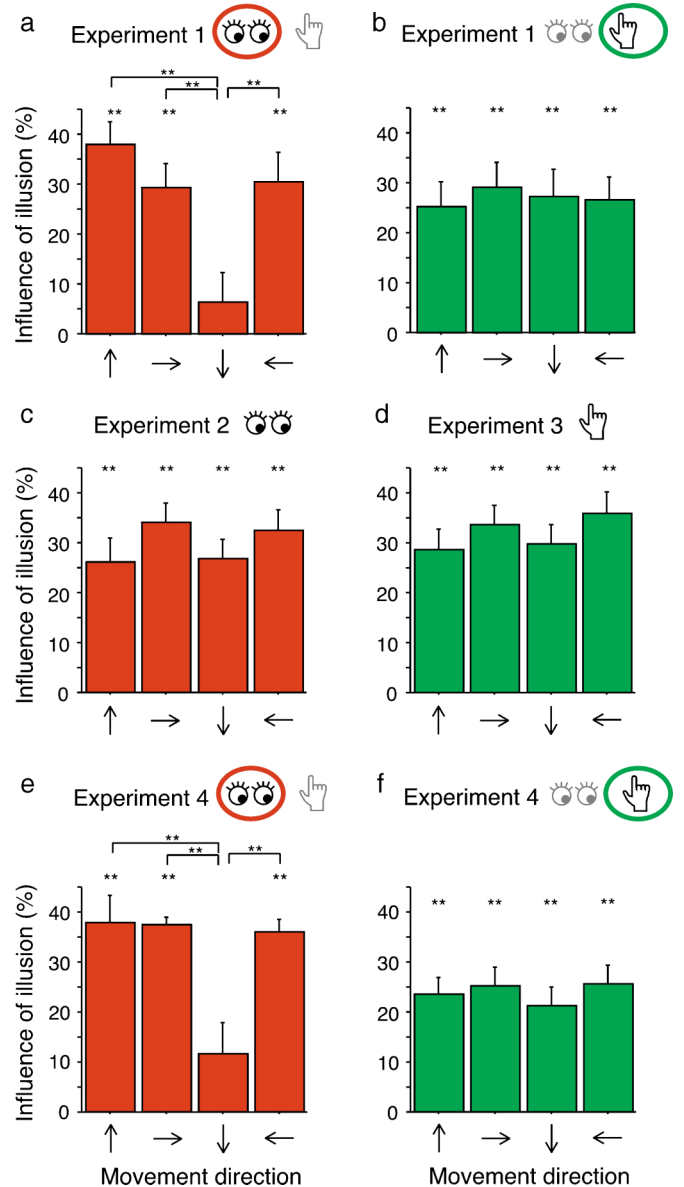 a Experiment 1
** ** **
** ** **
Influence of illusion (%)
40
30
20
10
0
↑ → ↓ ←
b Experiment 1
** ** ** **
40
30
20
10
0
↑ → ↓ ←
c Experiment 2
** ** ** **
Influence of illusion (%)
40
30
20
10
0
↑ → ↓ ←
d Experiment 3
** ** ** **
40
30
20
10
0
↑ → ↓ ←
e Experiment 4
** ** **
** ** **
Influence of illusion (%)
40
30
20
10
0
↑ → ↓ ←
Movement direction
f Experiment 4
** ** ** **
40
30
20
10
0
↑ → ↓ ←
Movement direction